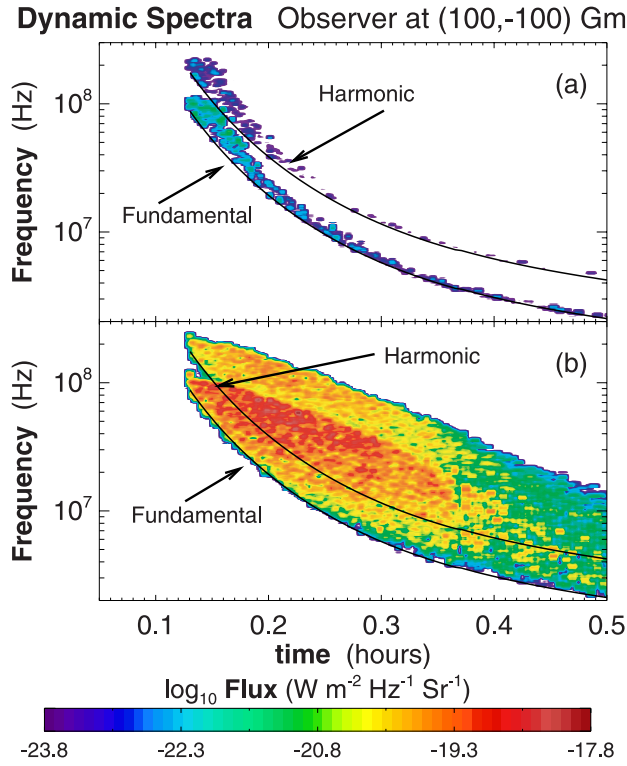 Dynamic Spectra Observer at (100,-100) Gm
(a)
Harmonic
Fundamental
Frequency (Hz)
10^8
10^7
(b)
Harmonic
Fundamental
Frequency (Hz)
10^8
10^7
0.1 0.2 0.3 0.4 0.5
time (hours)
log₁₀ Flux (W m⁻² Hz⁻¹ Sr⁻¹)
-23.8 -22.3 -20.8 -19.3 -17.8